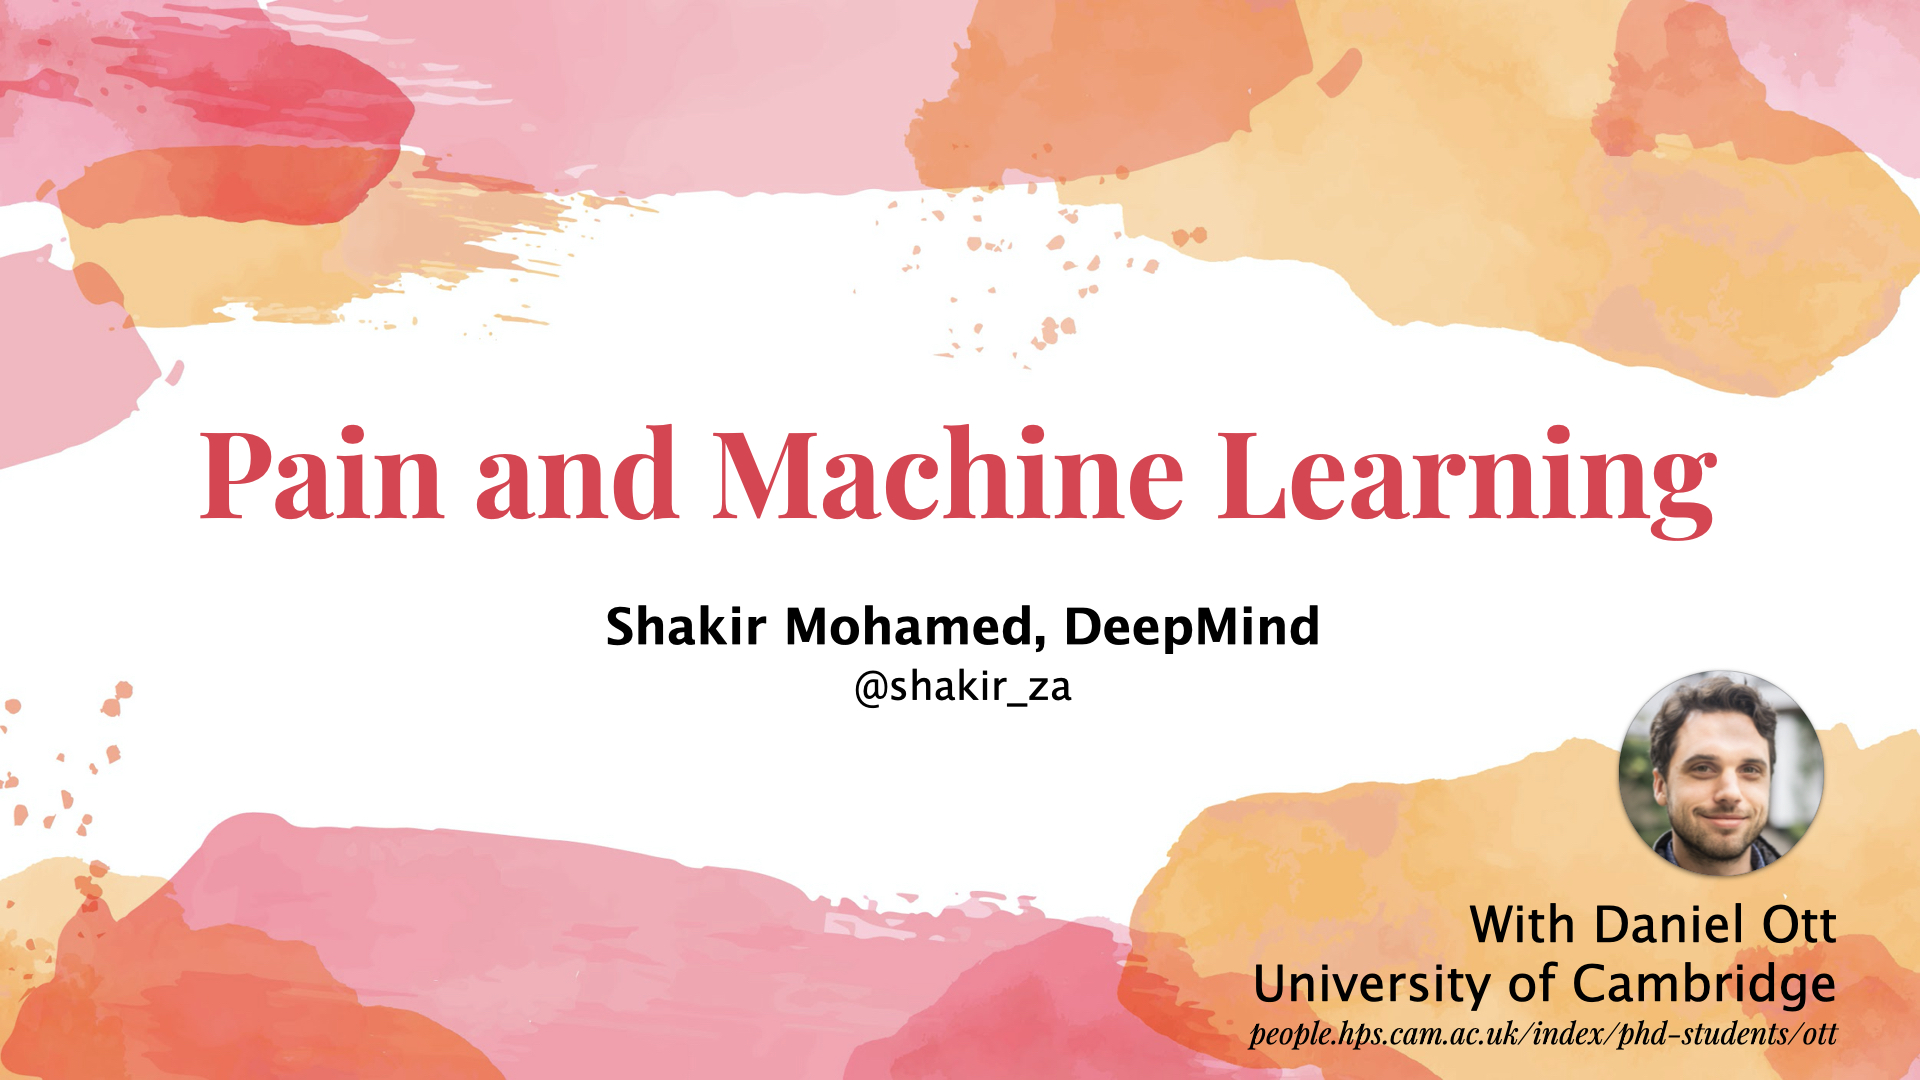 Pain and Machine Learning
Shakir Mohamed, DeepMind
@shakir_za
With Daniel Ott
University of Cambridge
people.hps.cam.ac.uk/index/phd-students/ott